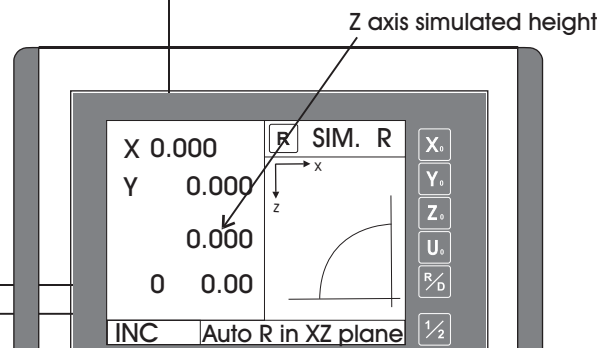 Z axis simulated height
X 0.000
Y 0.000
0.000
0 0.00
R SIM. R
X
Z
INC Auto R in XZ plane
X₀
Y₀
Z₀
U₀
R/D
1/2